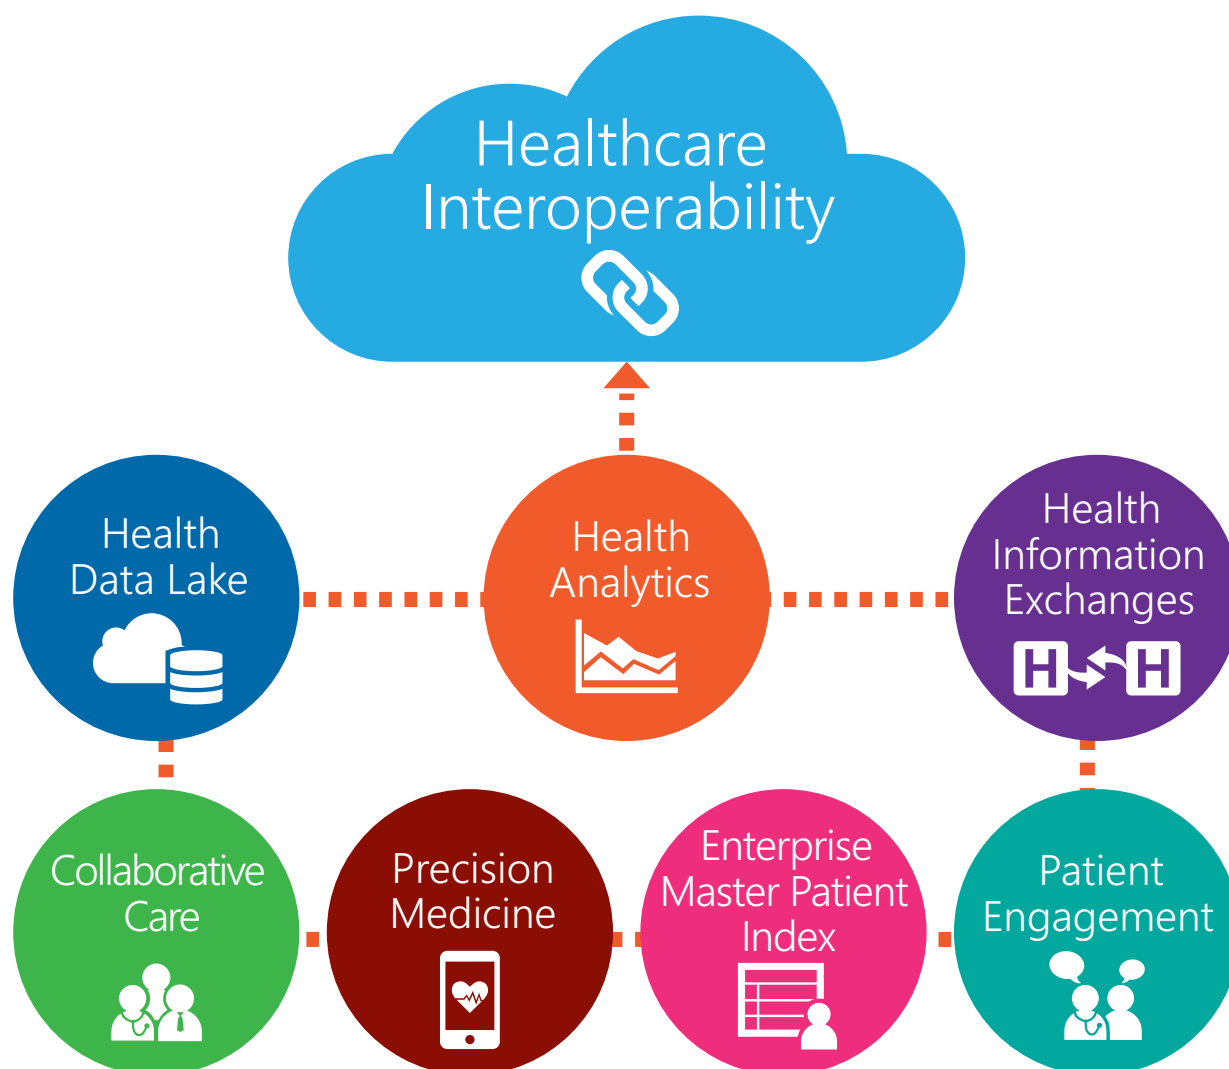 Healthcare
Interoperability
Health
Data Lake
Health
Analytics
Health
Information
Exchanges
H H
Collaborative
Care
Precision
Medicine
Enterprise
Master Patient
Index
Patient
Engagement